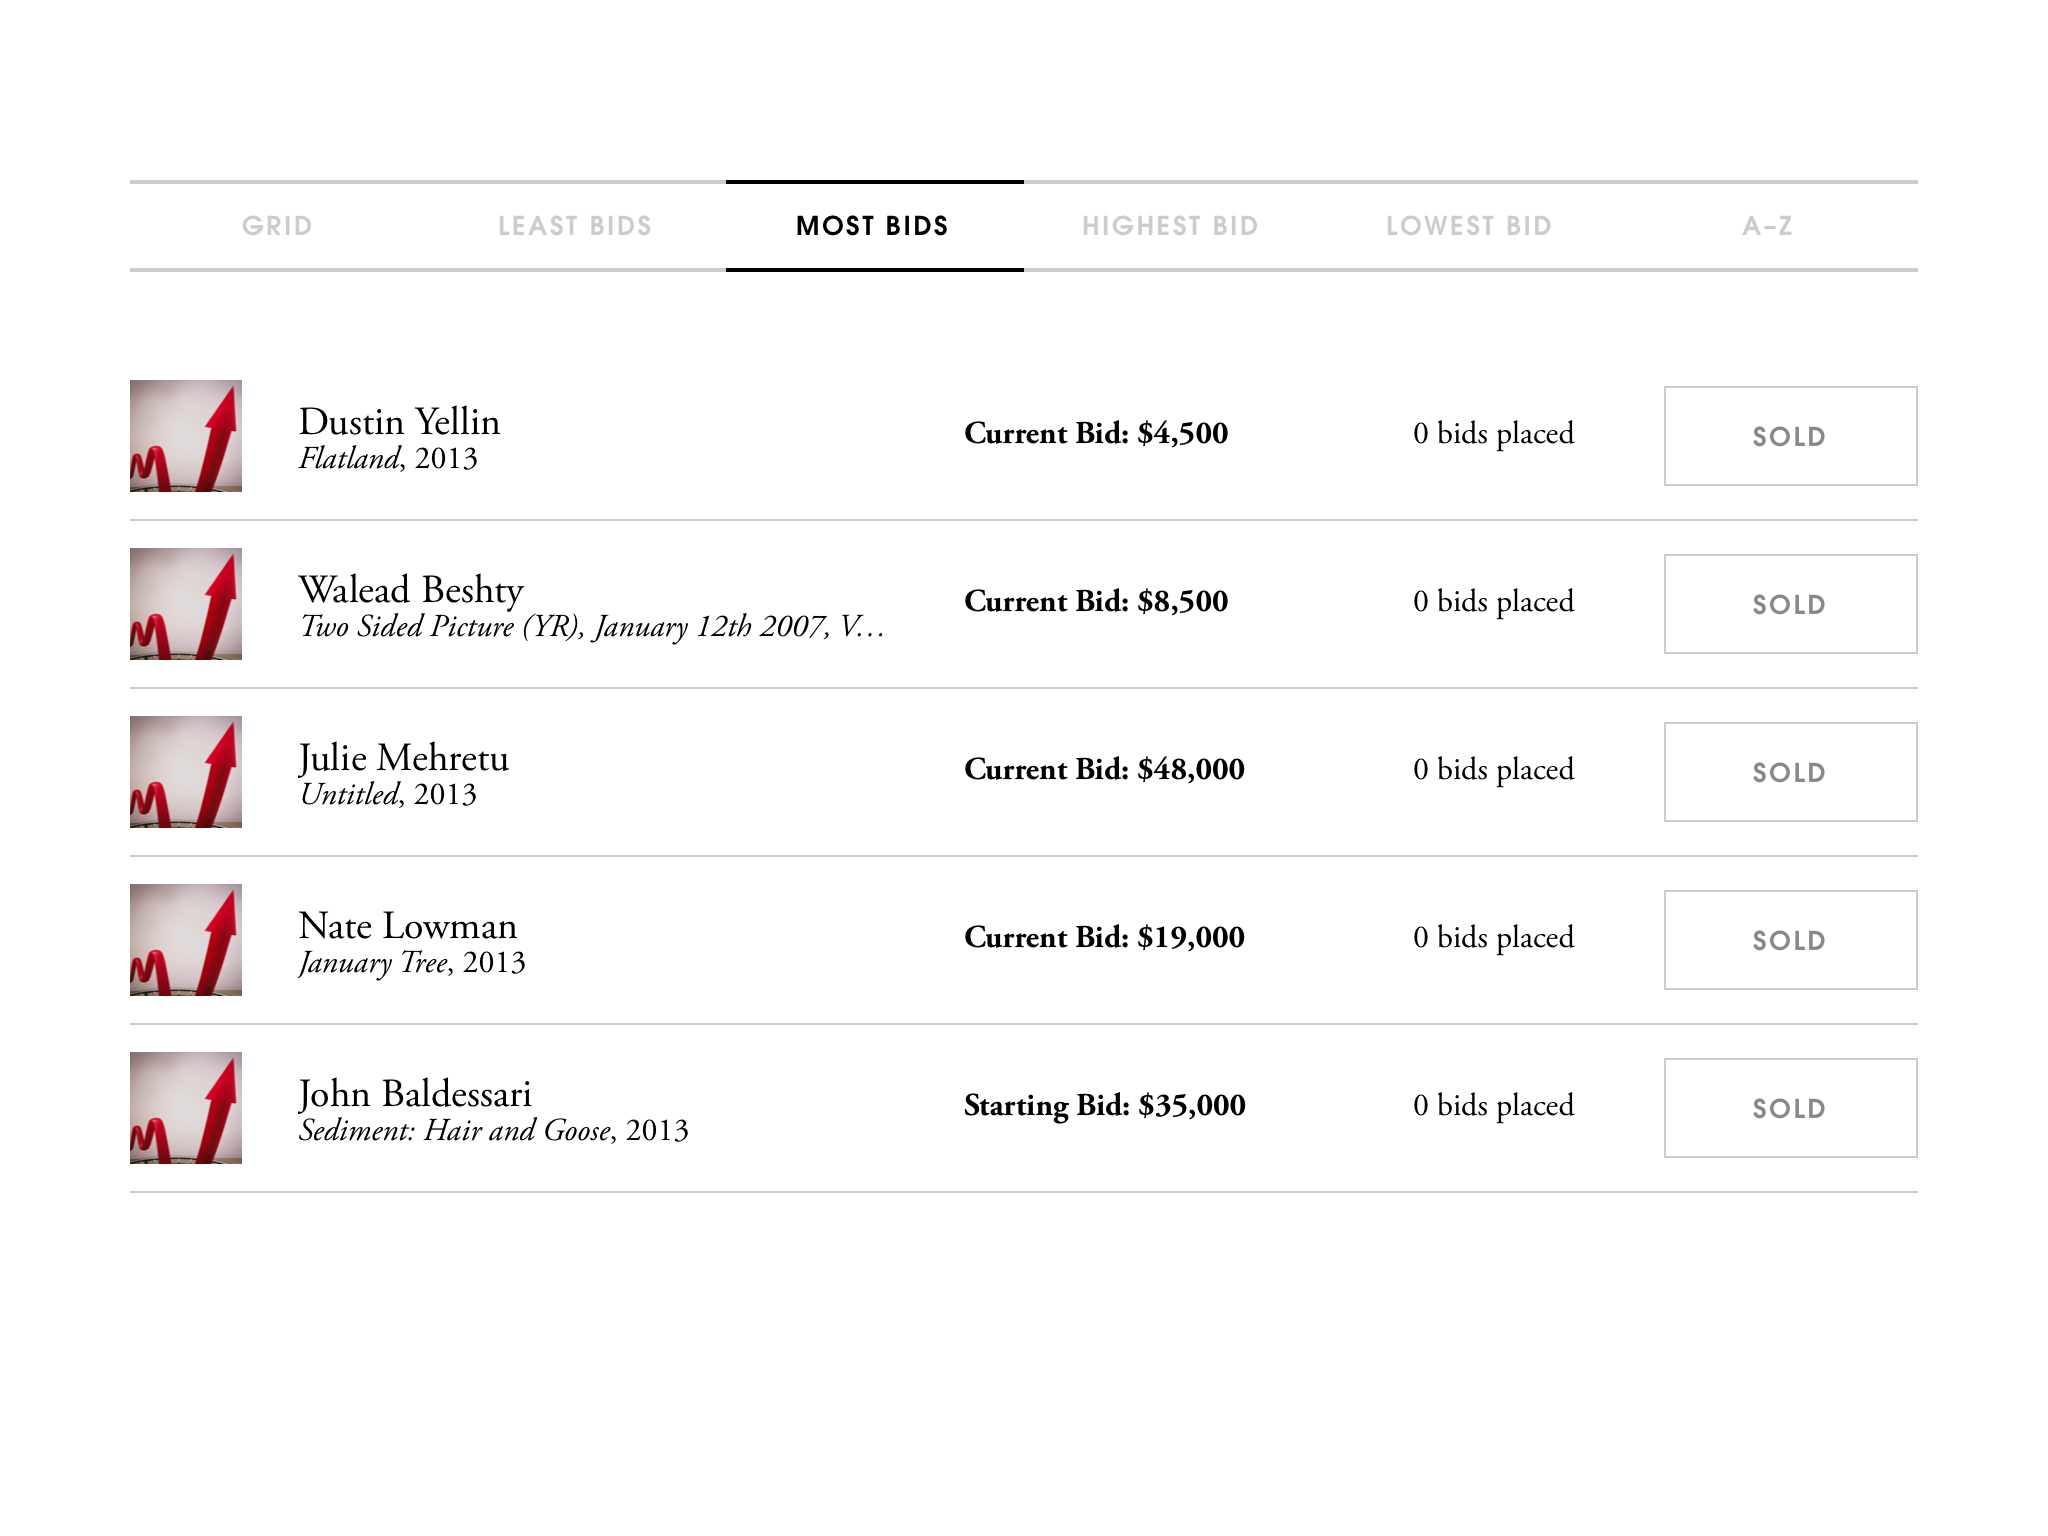 GRID LEAST BIDS MOST BIDS HIGHEST BID LOWEST BID A–Z
Dustin Yellin
Flatland, 2013
Current Bid: $4,500
0 bids placed
SOLD
Walead Beshty
Two Sided Picture (YR), January 12th 2007, V…
Current Bid: $8,500
0 bids placed
SOLD
Julie Mehretu
Untitled, 2013
Current Bid: $48,000
0 bids placed
SOLD
Nate Lowman
January Tree, 2013
Current Bid: $19,000
0 bids placed
SOLD
John Baldessari
Sediment: Hair and Goose, 2013
Starting Bid: $35,000
0 bids placed
SOLD